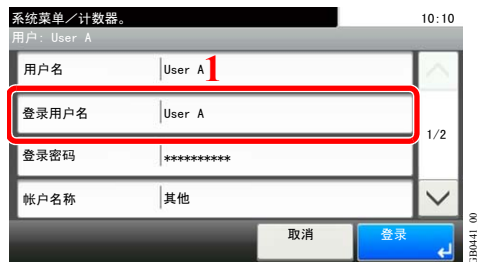 系统菜单／计数器。 10:10
用户: User A
用户名 User A 1
登录用户名 User A
1/2
登录密码 **********
帐户名称 其他
取消 登录
GB0441_00